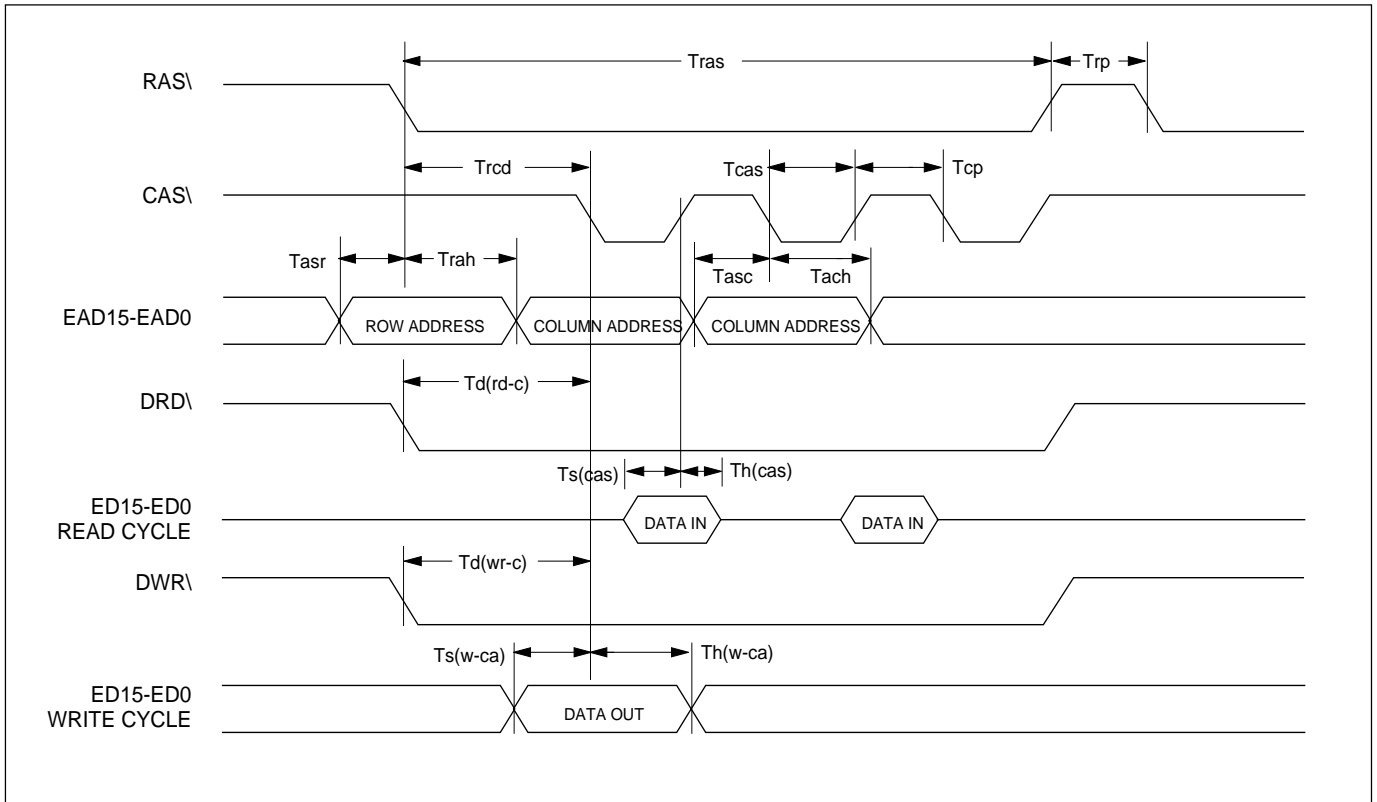 Tras
Trp
RAS\
Trcd
Tcas
Tcp
CAS\
Tasr
Trah
Tasc
Tach
EAD15-EAD0
ROW ADDRESS
COLUMN ADDRESS
COLUMN ADDRESS
Td(rd-c)
DRD\
Ts(cas)
Th(cas)
ED15-ED0
READ CYCLE
DATA IN
DATA IN
Td(wr-c)
DWR\
Ts(w-ca)
Th(w-ca)
ED15-ED0
WRITE CYCLE
DATA OUT